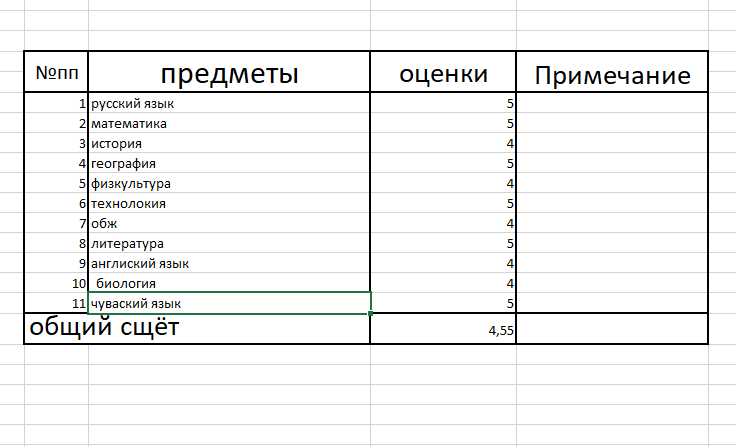 №пп предметы оценки Примечание
1 русский язык 5
2 математика 5
3 история 4
4 география 5
5 физкультура 4
6 технолокия 5
7 обж 4
8 литература 5
9 англиский язык 4
10 биология 4
11 чуваский язык 5
общий сщёт 4,55